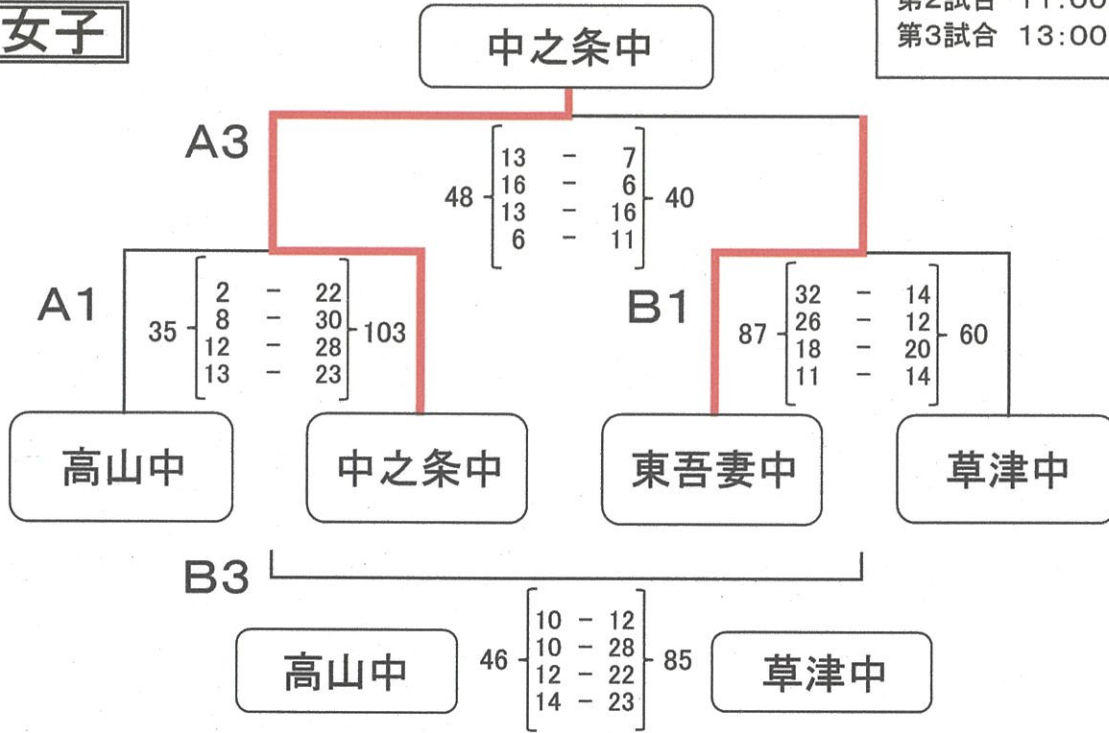 女子
第2試合 11:00
第3試合 13:00
中之条中
A3
48 13 - 7 40
16 - 6
13 - 16
6 - 11
A1
35 2 - 22 103
8 - 30
12 - 28
13 - 23
B1
87 32 - 14 60
26 - 12
18 - 20
11 - 14
高山中 中之条中 東吾妻中 草津中
B3
高山中 46 10 - 12 85 草津中
10 - 28
12 - 22
14 - 23